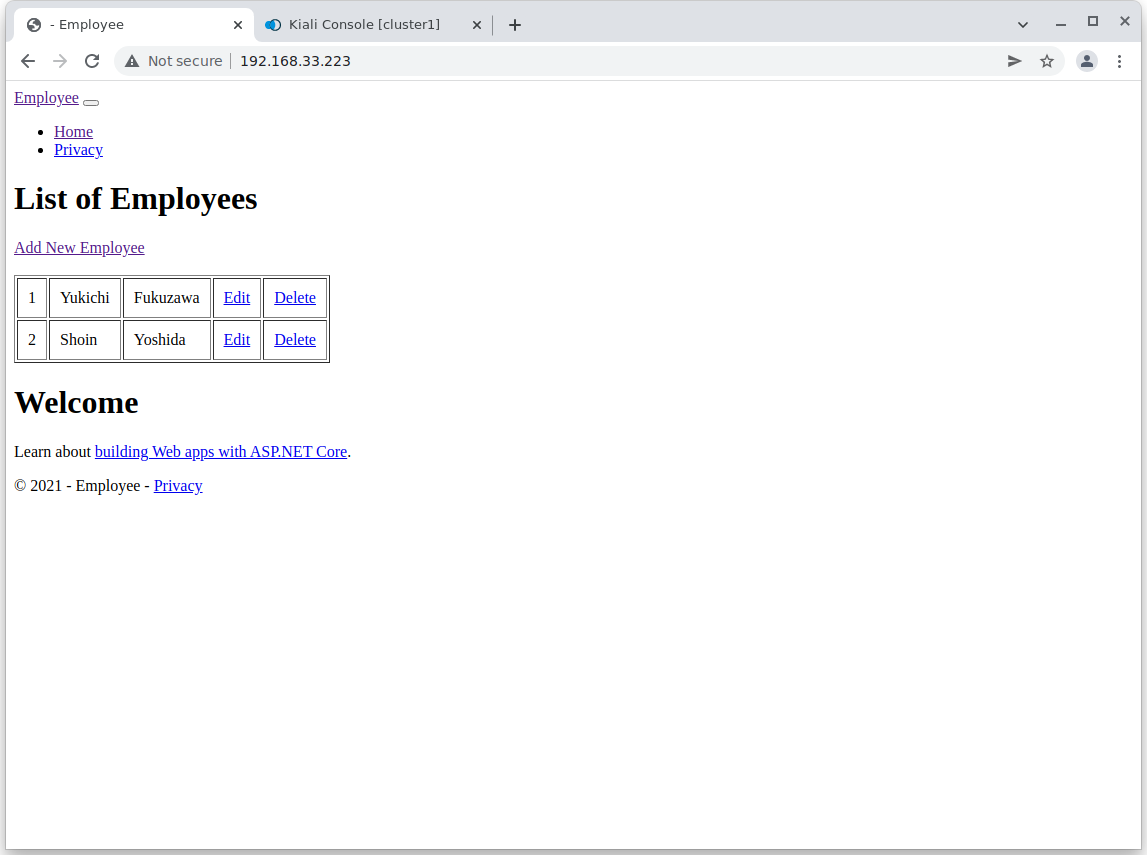 - Employee
Kiali Console [cluster1]
Not secure 192.168.33.223
Employee
Home
Privacy
List of Employees
Add New Employee
1 Yukichi Fukuzawa Edit Delete
2 Shoin Yoshida Edit Delete
Welcome
Learn about building Web apps with ASP.NET Core.
© 2021 - Employee - Privacy